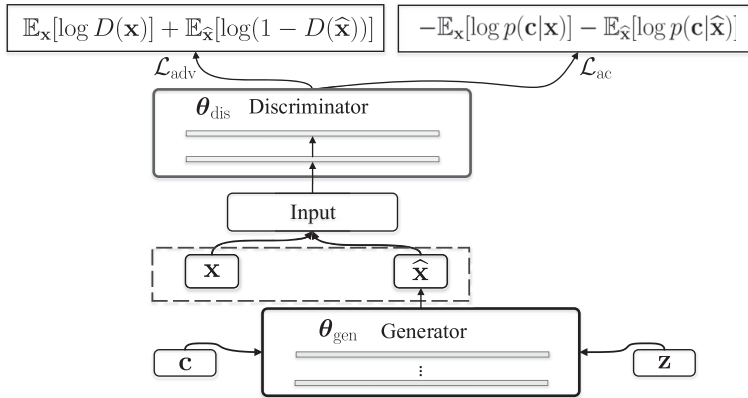 𝔼_𝐱[log D(𝐱)] + 𝔼_𝐱̂[log(1 − D(𝐱̂))]
−𝔼_𝐱[log p(𝐜|𝐱)] − 𝔼_𝐱̂[log p(𝐜|𝐱̂)]
ℒ_adv
ℒ_ac
𝜽_dis Discriminator
Input
𝐱
𝐱̂
𝜽_gen Generator
⋮
𝐜
𝐳